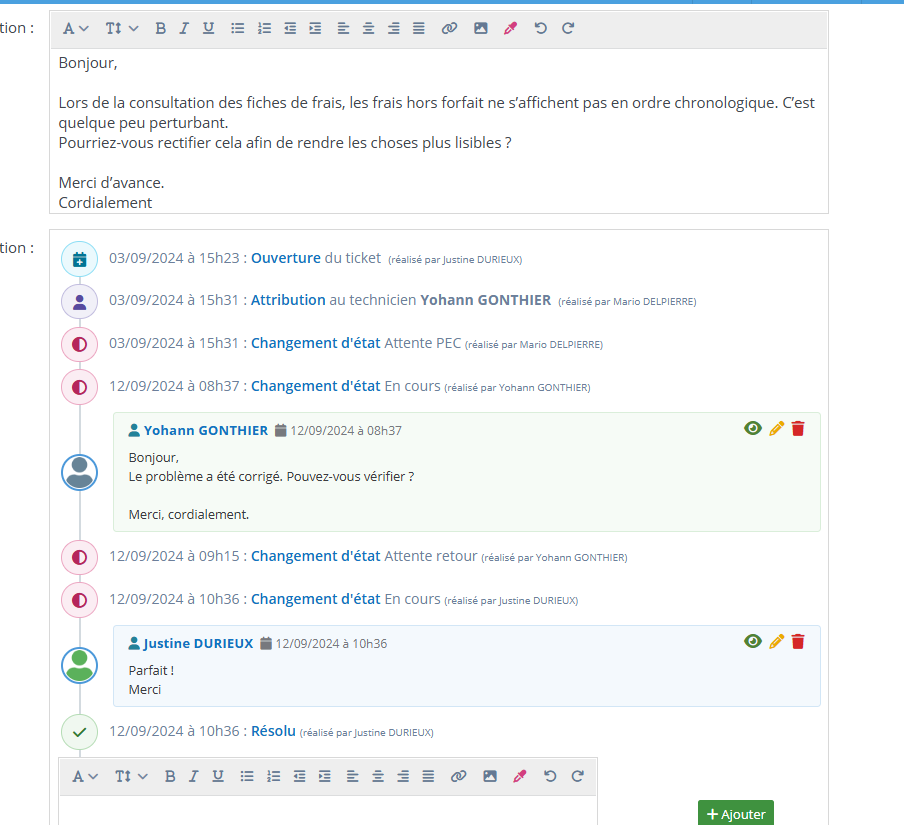 tion :
A T B I U
Bonjour,
Lors de la consultation des fiches de frais, les frais hors forfait ne s’affichent pas en ordre chronologique. C’est
quelque peu perturbant.
Pourriez-vous rectifier cela afin de rendre les choses plus lisibles ?
Merci d’avance.
Cordialement
tion :
03/09/2024 à 15h23 : Ouverture du ticket (réalisé par Justine DURIEUX)
03/09/2024 à 15h31 : Attribution au technicien Yohann GONTHIER (réalisé par Mario DELPIERRE)
03/09/2024 à 15h31 : Changement d'état Attente PEC (réalisé par Mario DELPIERRE)
12/09/2024 à 08h37 : Changement d'état En cours (réalisé par Yohann GONTHIER)
Yohann GONTHIER 12/09/2024 à 08h37
Bonjour,
Le problème a été corrigé. Pouvez-vous vérifier ?
Merci, cordialement.
12/09/2024 à 09h15 : Changement d'état Attente retour (réalisé par Yohann GONTHIER)
12/09/2024 à 10h36 : Changement d'état En cours (réalisé par Justine DURIEUX)
Justine DURIEUX 12/09/2024 à 10h36
Parfait !
Merci
12/09/2024 à 10h36 : Résolu (réalisé par Justine DURIEUX)
A T B I U
+ Ajouter